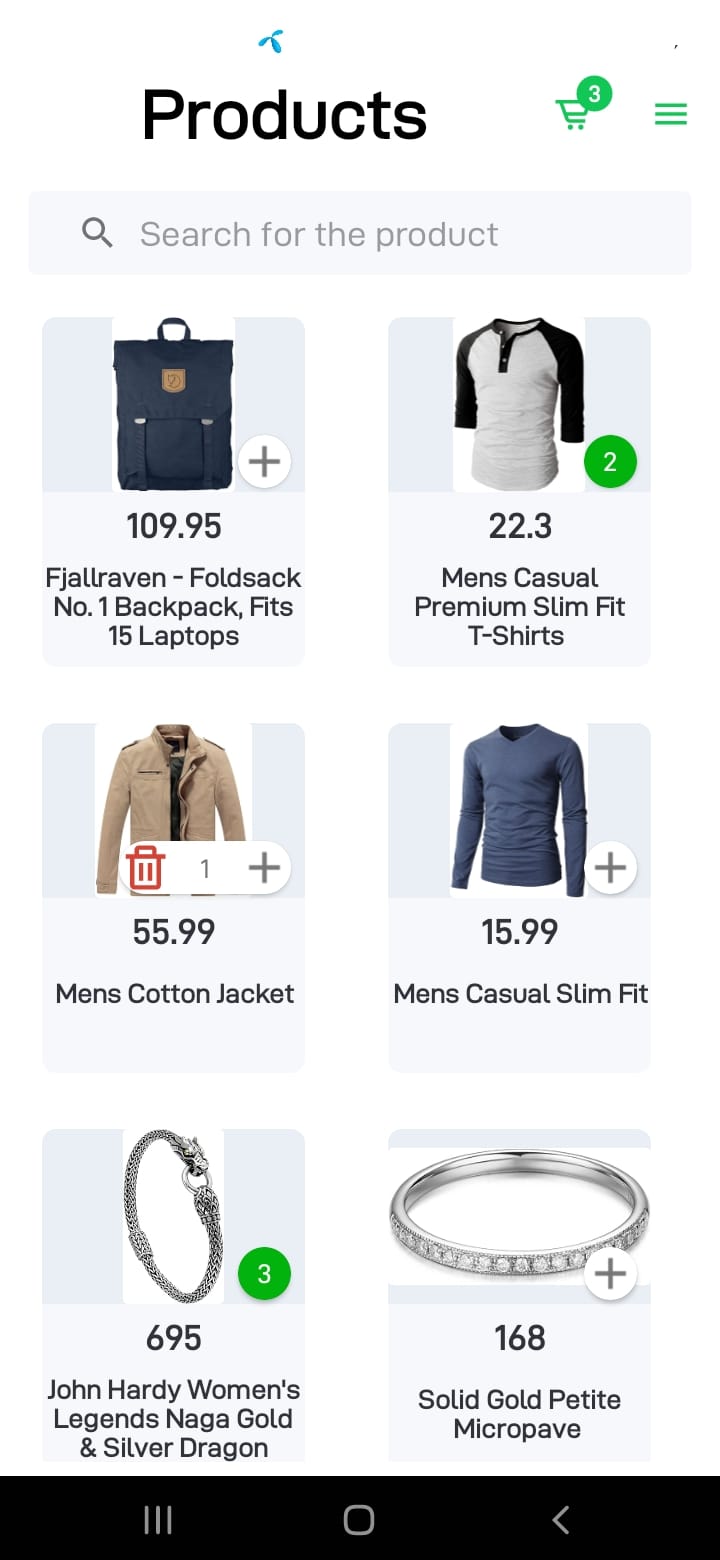 Products
3
Search for the product
109.95
Fjallraven - Foldsack
No. 1 Backpack, Fits
15 Laptops
2
22.3
Mens Casual
Premium Slim Fit
T-Shirts
1
55.99
Mens Cotton Jacket
15.99
Mens Casual Slim Fit
3
695
John Hardy Women's
Legends Naga Gold
& Silver Dragon
168
Solid Gold Petite
Micropave